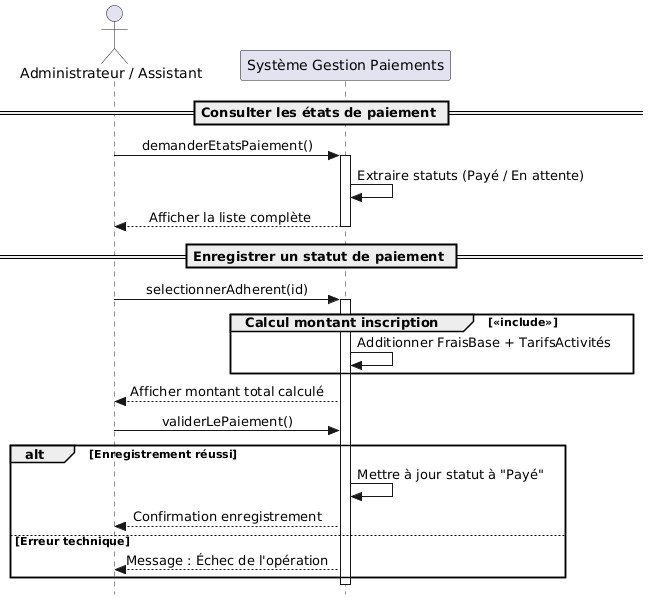 Administrateur / Assistant
Système Gestion Paiements
Consulter les états de paiement
demanderEtatsPaiement()
Extraire statuts (Payé / En attente)
Afficher la liste complète
Enregistrer un statut de paiement
selectionnerAdherent(id)
Calcul montant inscription [«include»]
Additionner FraisBase + TarifsActivités
Afficher montant total calculé
validerLePaiement()
alt [Enregistrement réussi]
Mettre à jour statut à "Payé"
Confirmation enregistrement
[Erreur technique]
Message : Échec de l'opération